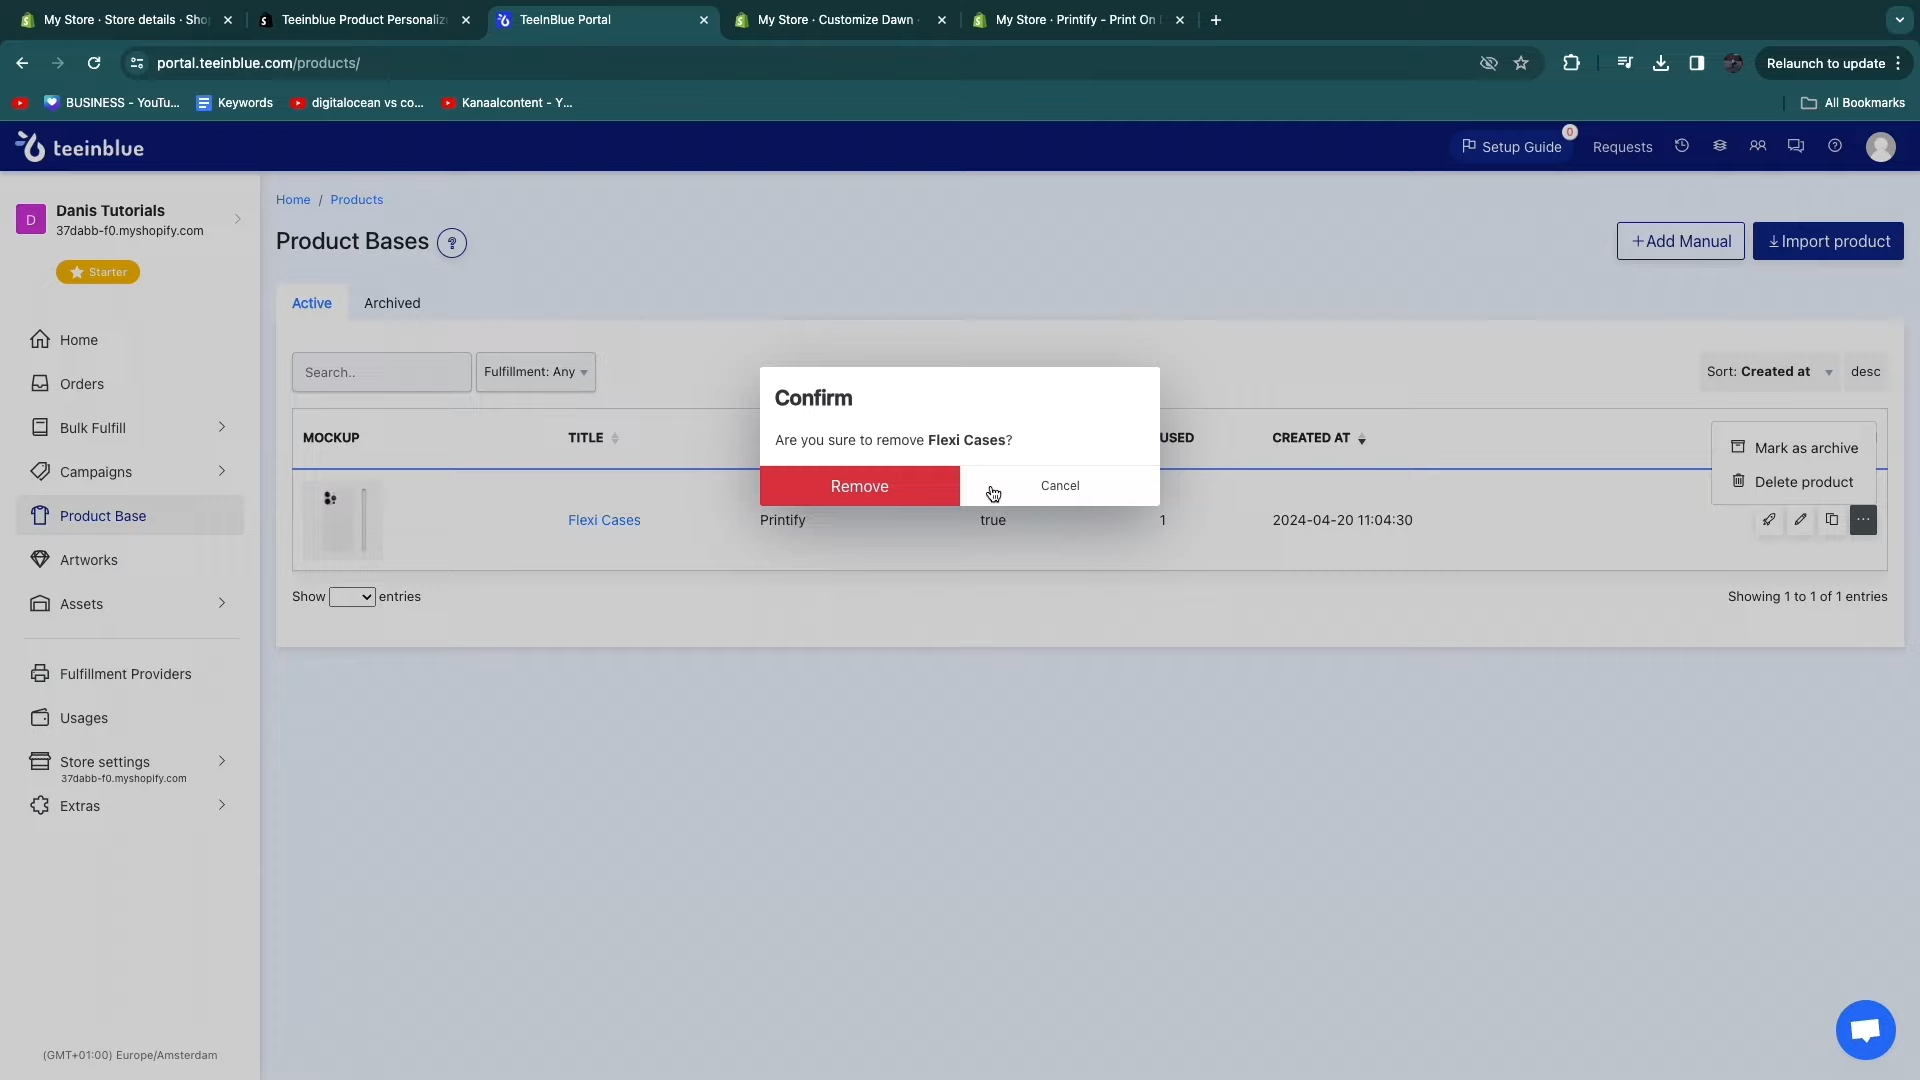 My Store · Store details · Sho
Teeinblue Product Personaliz
TeeInBlue Portal
My Store · Customize Dawn
My Store · Printify - Print On
portal.teeinblue.com/products/
Relaunch to update
BUSINESS - YouTu...
Keywords
digitalocean vs co...
Kanaalcontent - Y...
All Bookmarks
teeinblue
Setup Guide
0
Requests
D
Danis Tutorials
37dabb-f0.myshopify.com
Starter
Home
Orders
Bulk Fulfill
Campaigns
Product Base
Artworks
Assets
Fulfillment Providers
Usages
Store settings
37dabb-f0.myshopify.com
Extras
(GMT+01:00) Europe/Amsterdam
Home / Products
Product Bases ?
+Add Manual
Import product
Active
Archived
Search..
Fulfillment: Any
Sort: Created at
desc
MOCKUP
TITLE
USED
CREATED AT
Mark as archive
Delete product
Flexi Cases
Printify
true
1
2024-04-20 11:04:30
Show entries
Showing 1 to 1 of 1 entries
Confirm
Are you sure to remove Flexi Cases?
Remove
Cancel